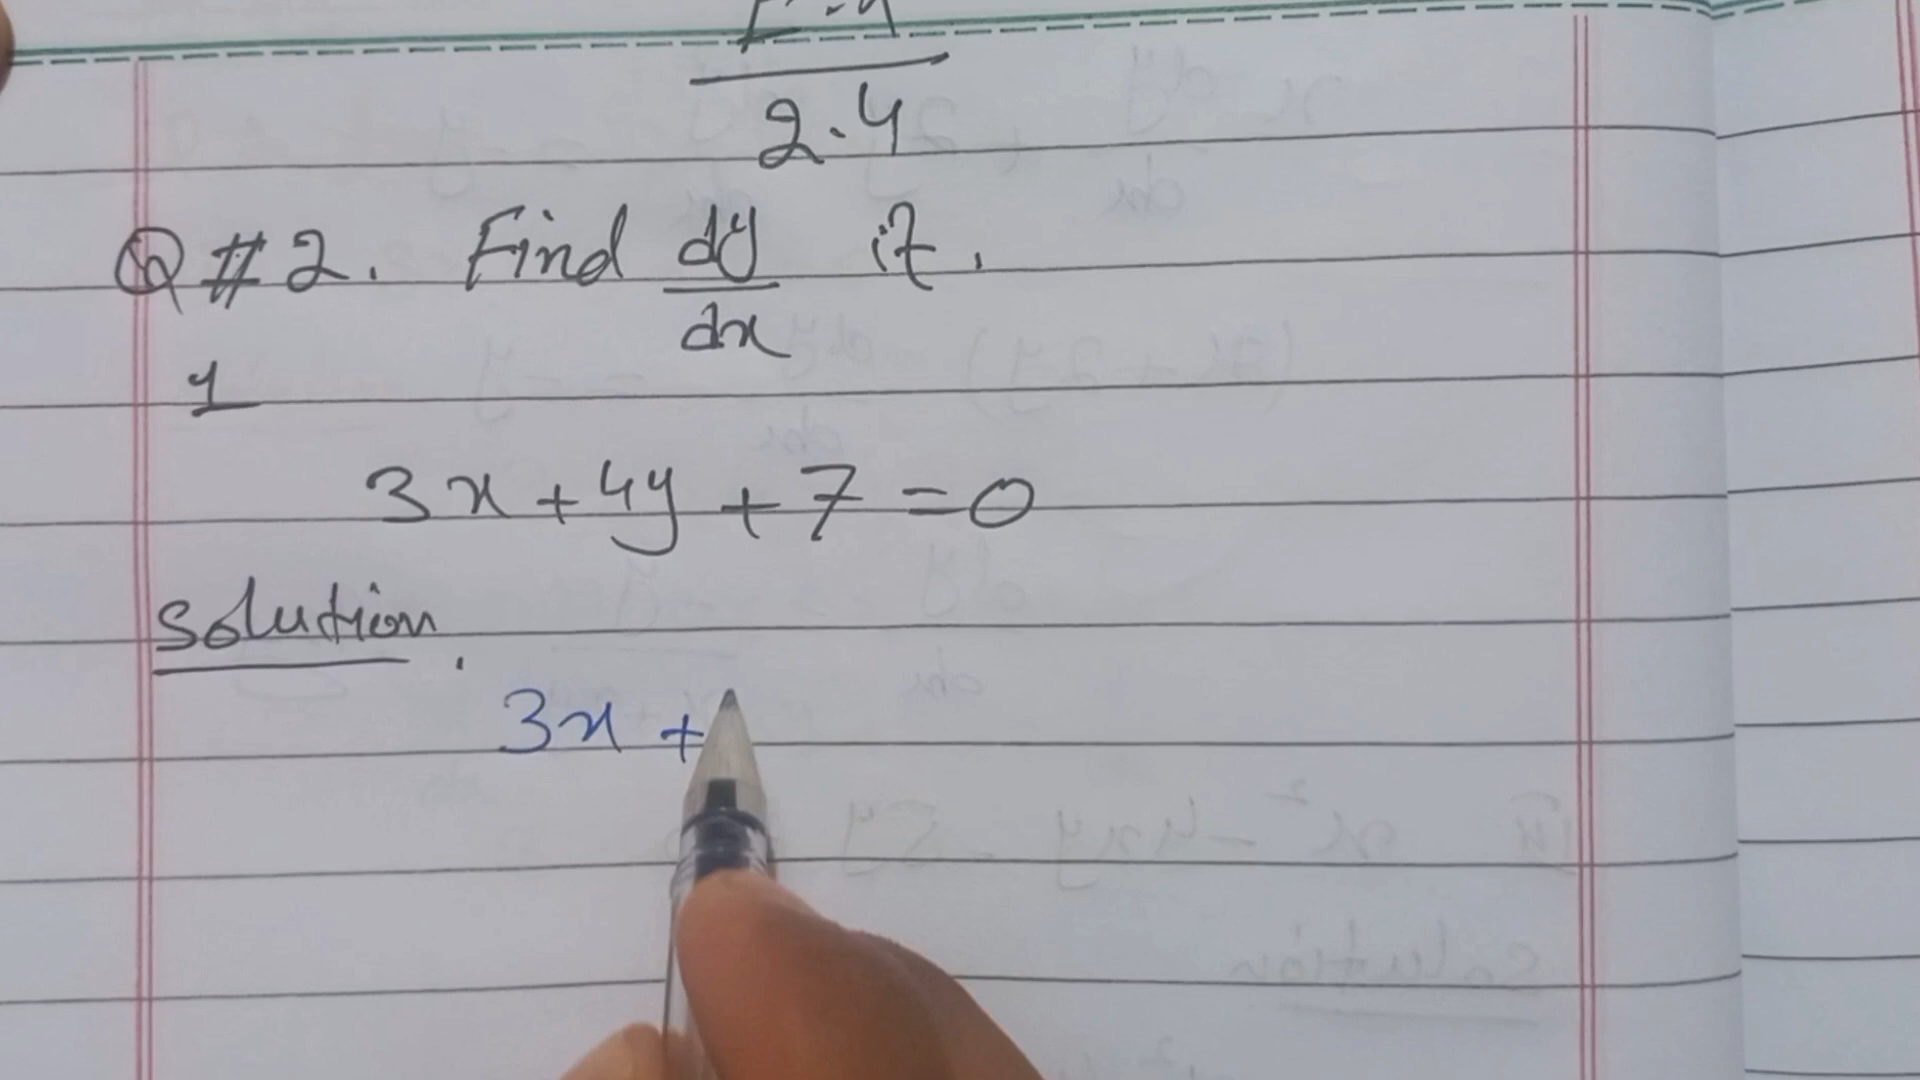 2.4
Q#2. Find dy/dx if.
1
3x+4y+7=0
Solution.
3x+